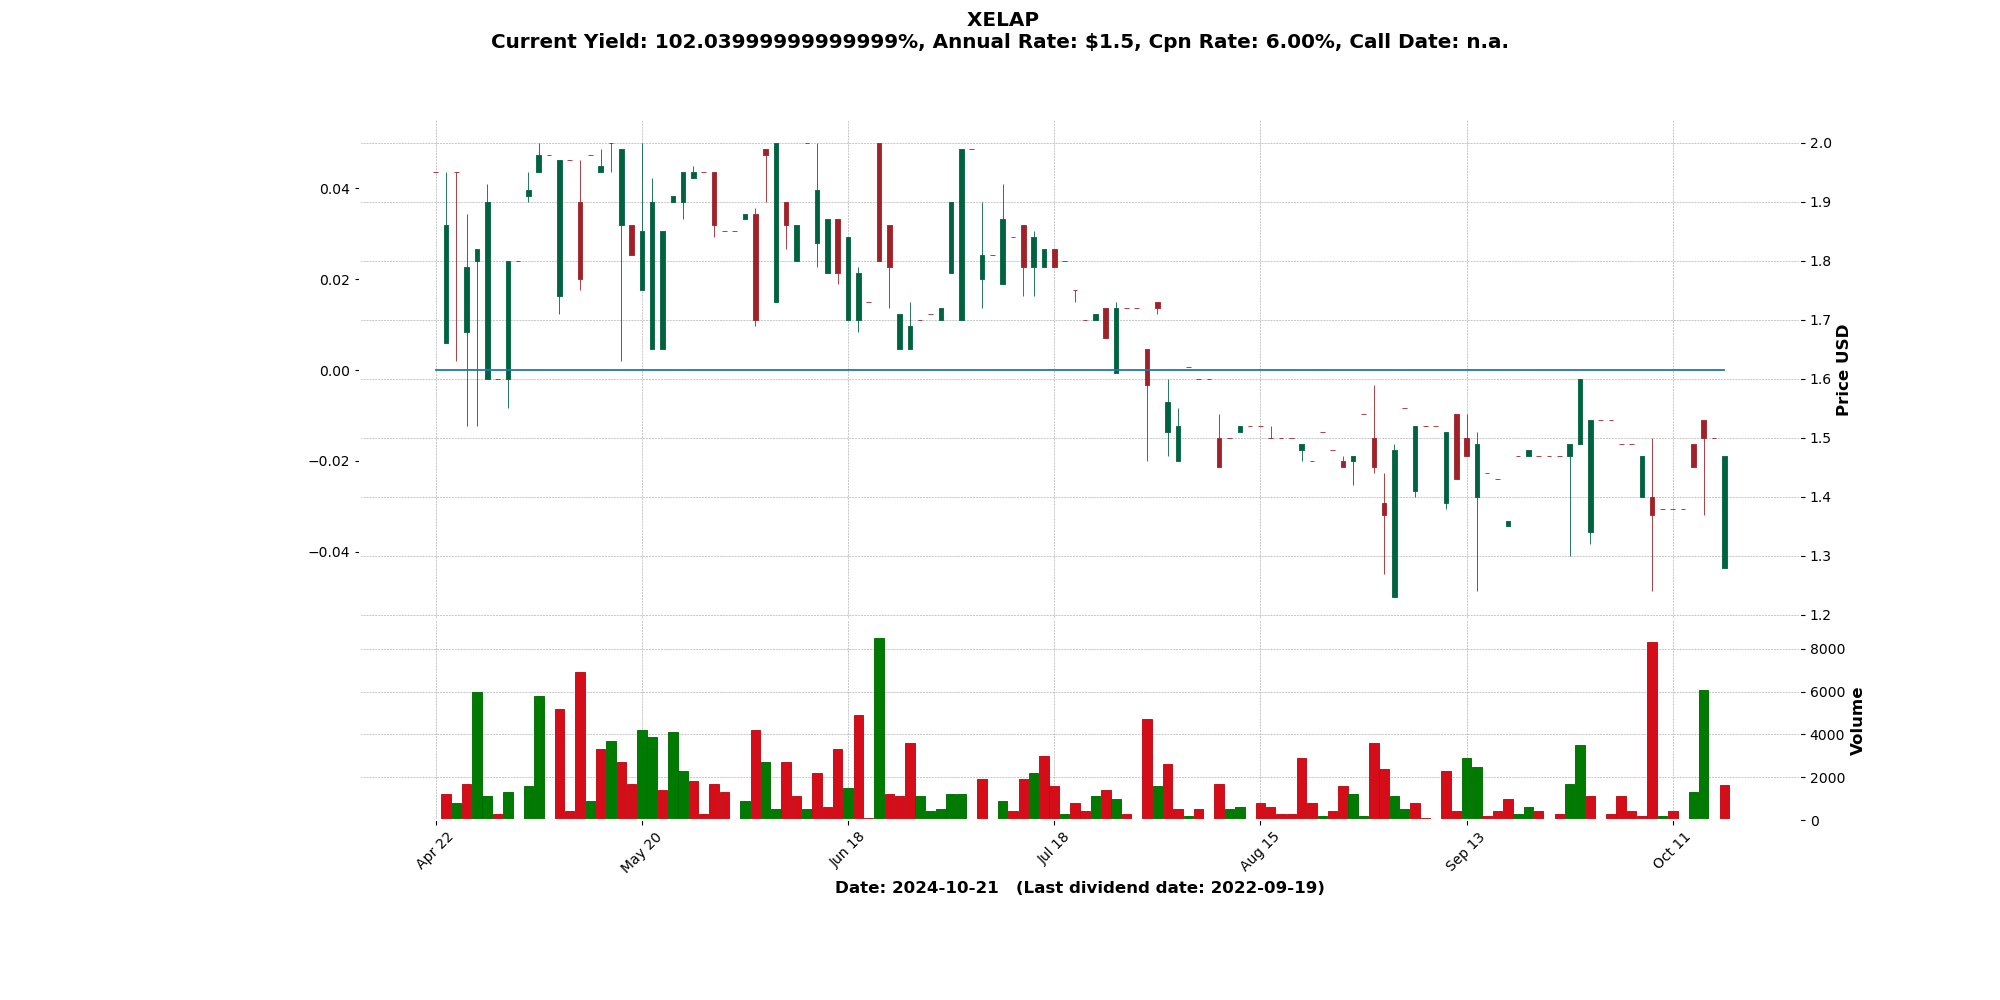 XELAP
Current Yield: 102.03999999999999%, Annual Rate: $1.5, Cpn Rate: 6.00%, Call Date: n.a.
0.04
0.02
0.00
−0.02
−0.04
2.0
1.9
1.8
1.7
1.6
1.5
1.4
1.3
1.2
Price USD
8000
6000
4000
2000
0
Volume
Apr 22
May 20
Jun 18
Jul 18
Aug 15
Sep 13
Oct 11
Date: 2024-10-21 (Last dividend date: 2022-09-19)